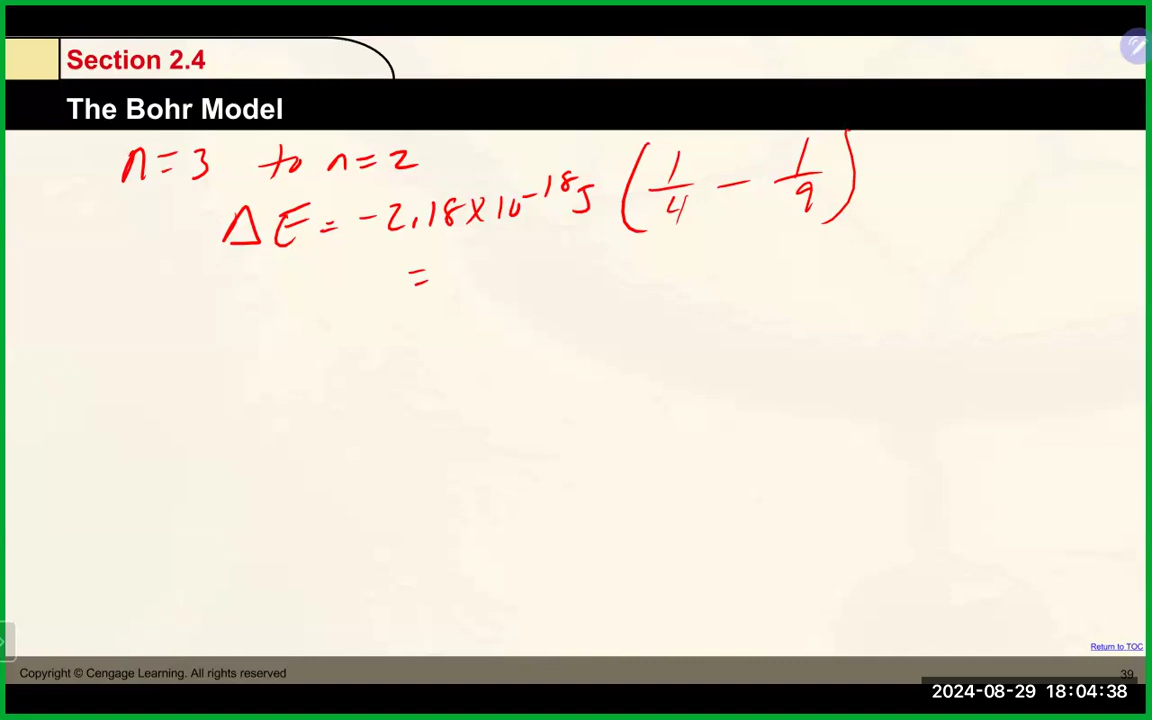 Section 2.4
The Bohr Model
n = 3 to n = 2
ΔE = -2.18 x 10⁻¹⁸ J (1/4 - 1/9)
=
Return to TOC
Copyright © Cengage Learning. All rights reserved
39
2024-08-29 18:04:38